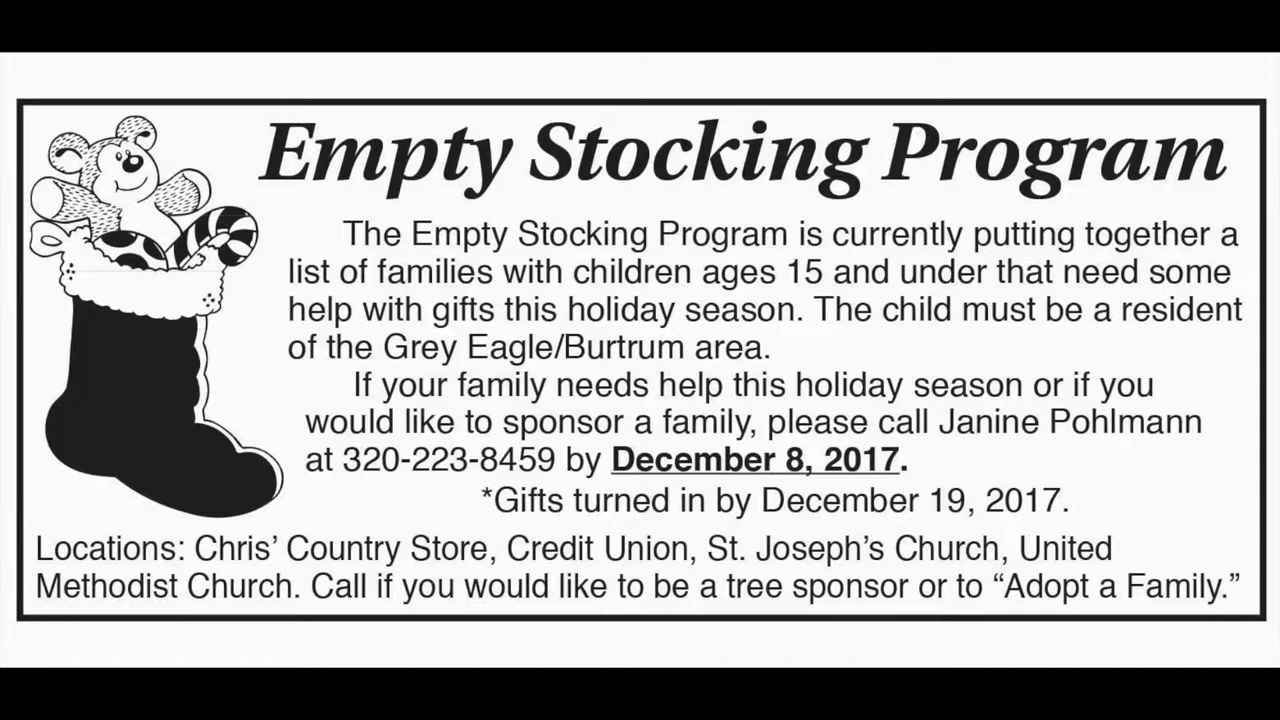 Empty Stocking Program
The Empty Stocking Program is currently putting together a
list of families with children ages 15 and under that need some
help with gifts this holiday season. The child must be a resident
of the Grey Eagle/Burtrum area.
If your family needs help this holiday season or if you
would like to sponsor a family, please call Janine Pohlmann
at 320-223-8459 by December 8, 2017.
*Gifts turned in by December 19, 2017.
Locations: Chris’ Country Store, Credit Union, St. Joseph’s Church, United
Methodist Church. Call if you would like to be a tree sponsor or to “Adopt a Family.”